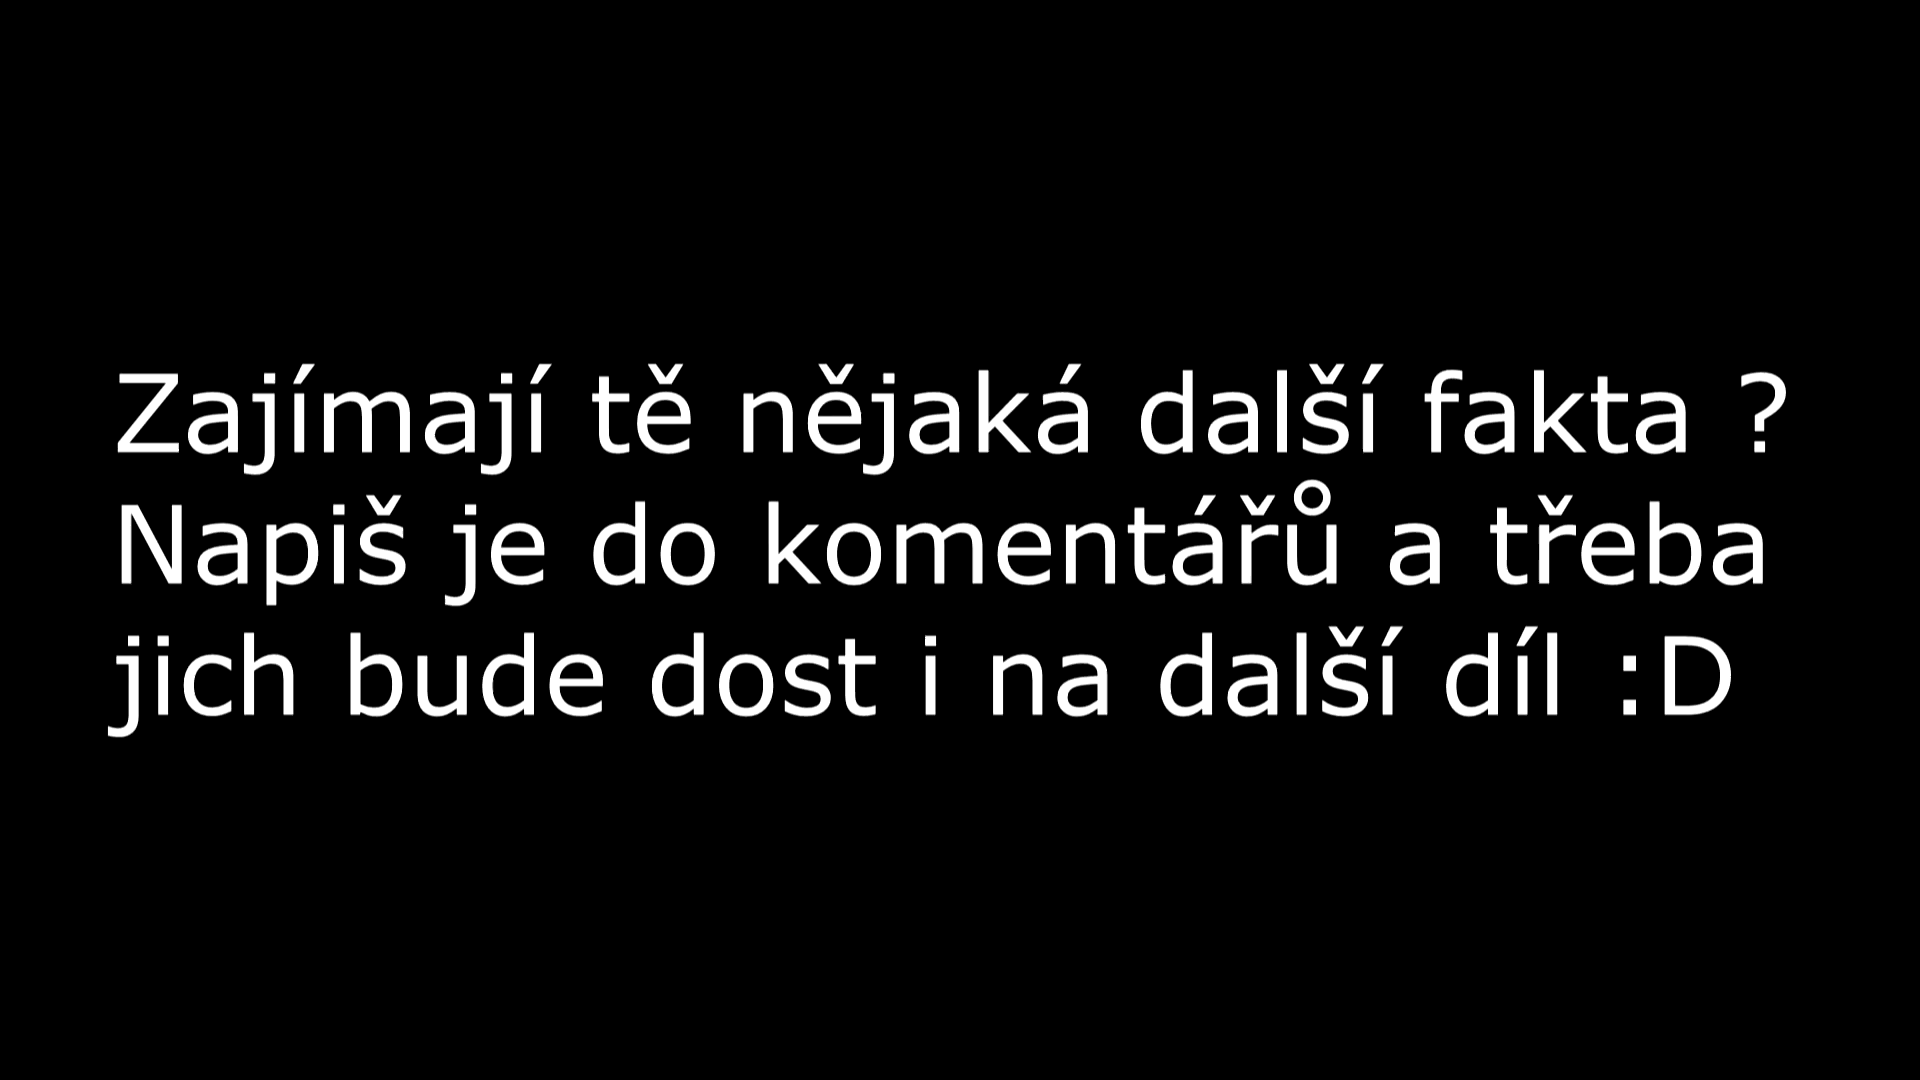 Zajímají tě nějaká další fakta ?
Napiš je do komentářů a třeba
jich bude dost i na další díl :D